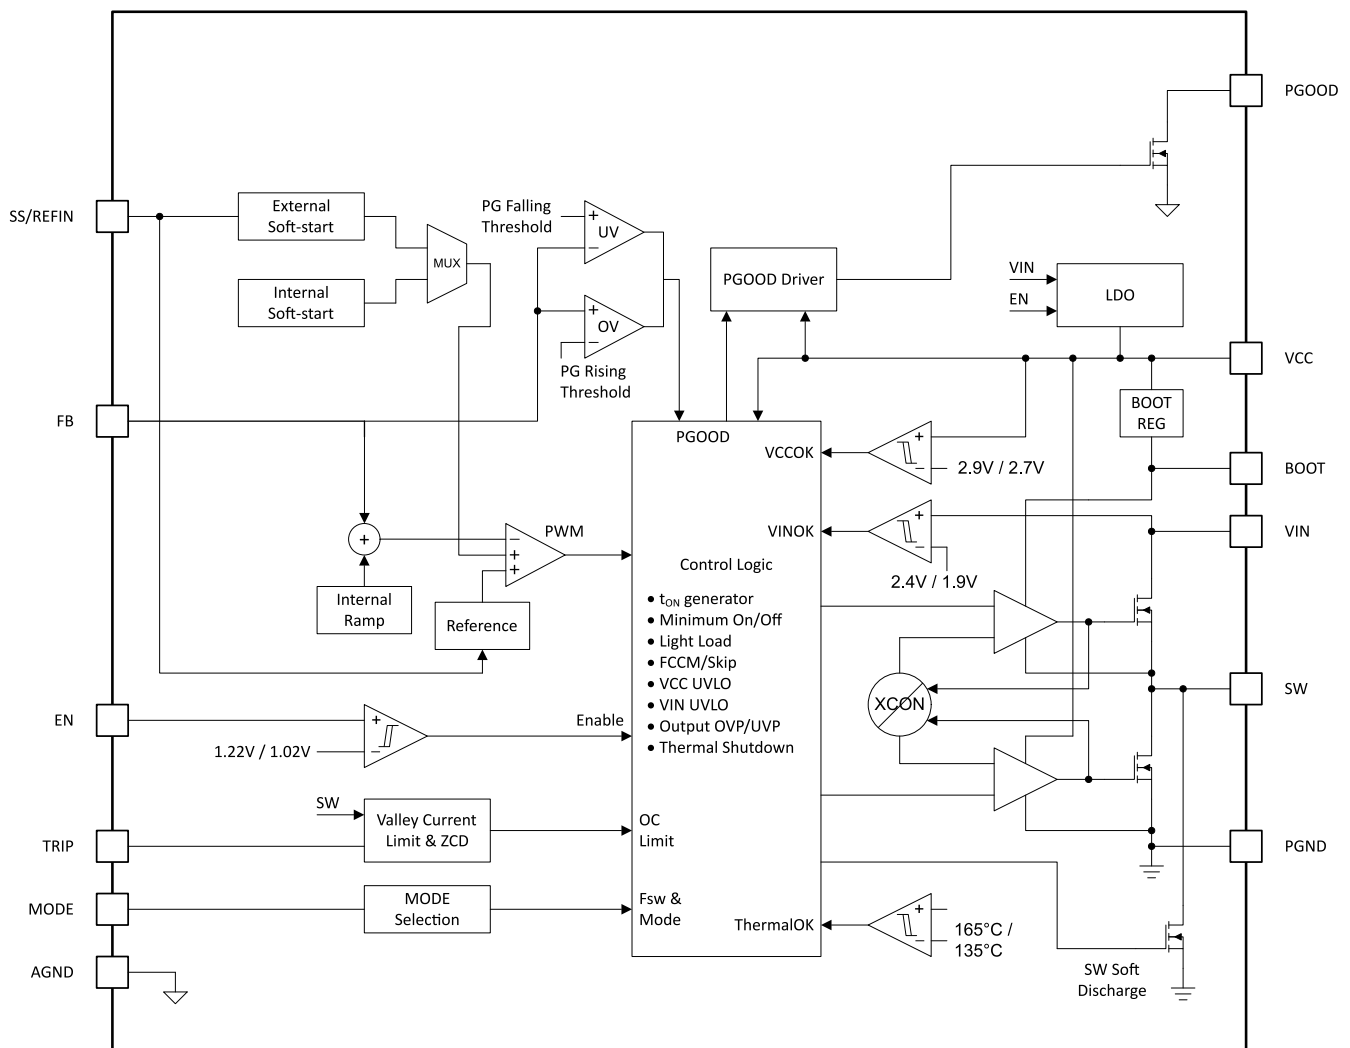 PGOOD
SS/REFIN
External
Soft-start
MUX
Internal
Soft-start
PG Falling
Threshold
+
UV
−
+
OV
−
PG Rising
Threshold
PGOOD Driver
VIN
EN
LDO
VCC
BOOT
REG
BOOT
FB
PGOOD
VCCOK
+
−
2.9V / 2.7V
VINOK
+
−
2.4V / 1.9V
VIN
+
Internal
Ramp
PWM
−
+
+
Reference
Control Logic
• tON generator
• Minimum On/Off
• Light Load
• FCCM/Skip
• VCC UVLO
• VIN UVLO
• Output OVP/UVP
• Thermal Shutdown
XCON
SW
EN
+
−
1.22V / 1.02V
Enable
SW
Valley Current
Limit & ZCD
OC
Limit
TRIP
PGND
MODE
MODE
Selection
Fsw &
Mode
ThermalOK
+
−
165°C /
135°C
AGND
SW Soft
Discharge